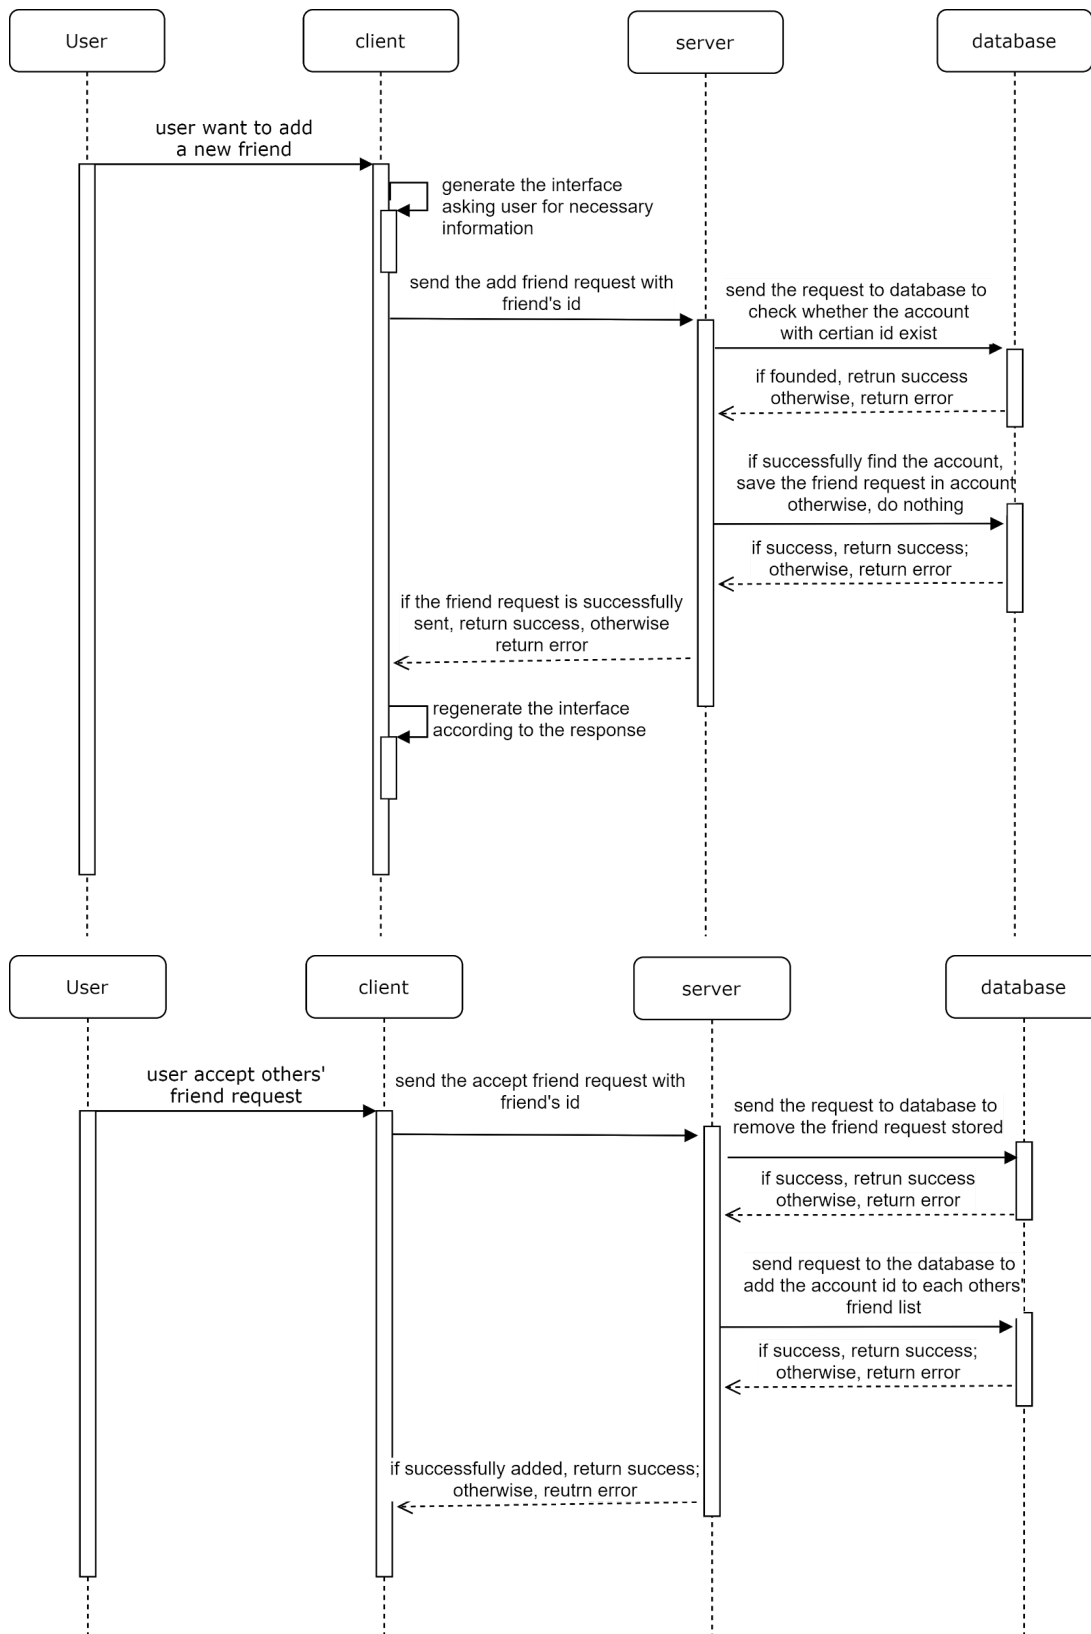 User
client
server
database
user want to add
a new friend
generate the interface
asking user for necessary
information
send the add friend request with
friend's id
send the request to database to
check whether the account
with certian id exist
if founded, retrun success
otherwise, return error
if successfully find the account,
save the friend request in account
otherwise, do nothing
if success, return success;
otherwise, return error
if the friend request is successfully
sent, return success, otherwise
return error
regenerate the interface
according to the response
User
client
server
database
user accept others'
friend request
send the accept friend request with
friend's id
send the request to database to
remove the friend request stored
if success, retrun success
otherwise, return error
send request to the database to
add the account id to each others'
friend list
if success, return success;
otherwise, return error
if successfully added, return success;
otherwise, reutrn error